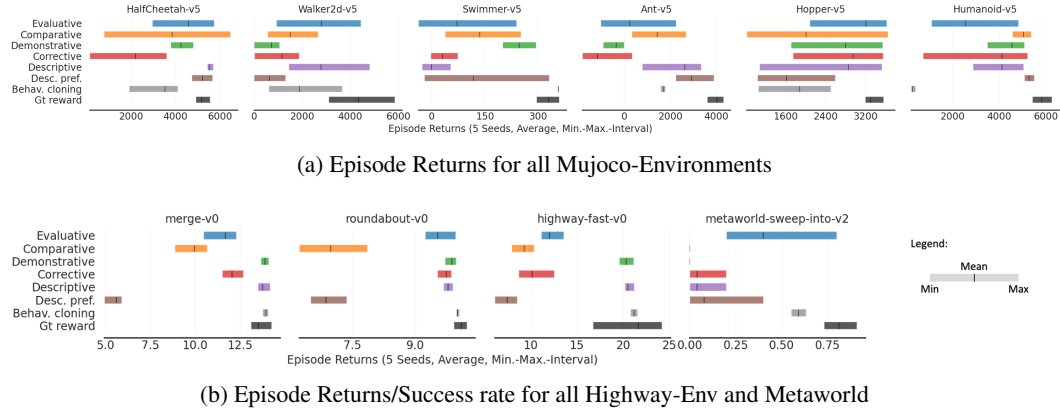 HalfCheetah-v5 Walker2d-v5 Swimmer-v5 Ant-v5 Hopper-v5 Humanoid-v5
Evaluative
Comparative
Demonstrative
Corrective
Descriptive
Desc. pref.
Behav. cloning
Gt reward
2000 4000 6000 0 2000 4000 6000 0 150 300 0 2000 4000 1600 2400 3200 2000 4000 6000
Episode Returns (5 Seeds, Average, Min.-Max.-Interval)
(a) Episode Returns for all Mujoco-Environments
merge-v0 roundabout-v0 highway-fast-v0 metaworld-sweep-into-v2
Evaluative
Comparative
Demonstrative
Corrective
Descriptive
Desc. pref.
Behav. cloning
Gt reward
Legend:
Mean
Min Max
5.0 7.5 10.0 12.5 7.5 9.0 10 15 20 25 0.00 0.25 0.50 0.75
Episode Returns (5 Seeds, Average, Min.-Max.-Interval)
(b) Episode Returns/Success rate for all Highway-Env and Metaworld